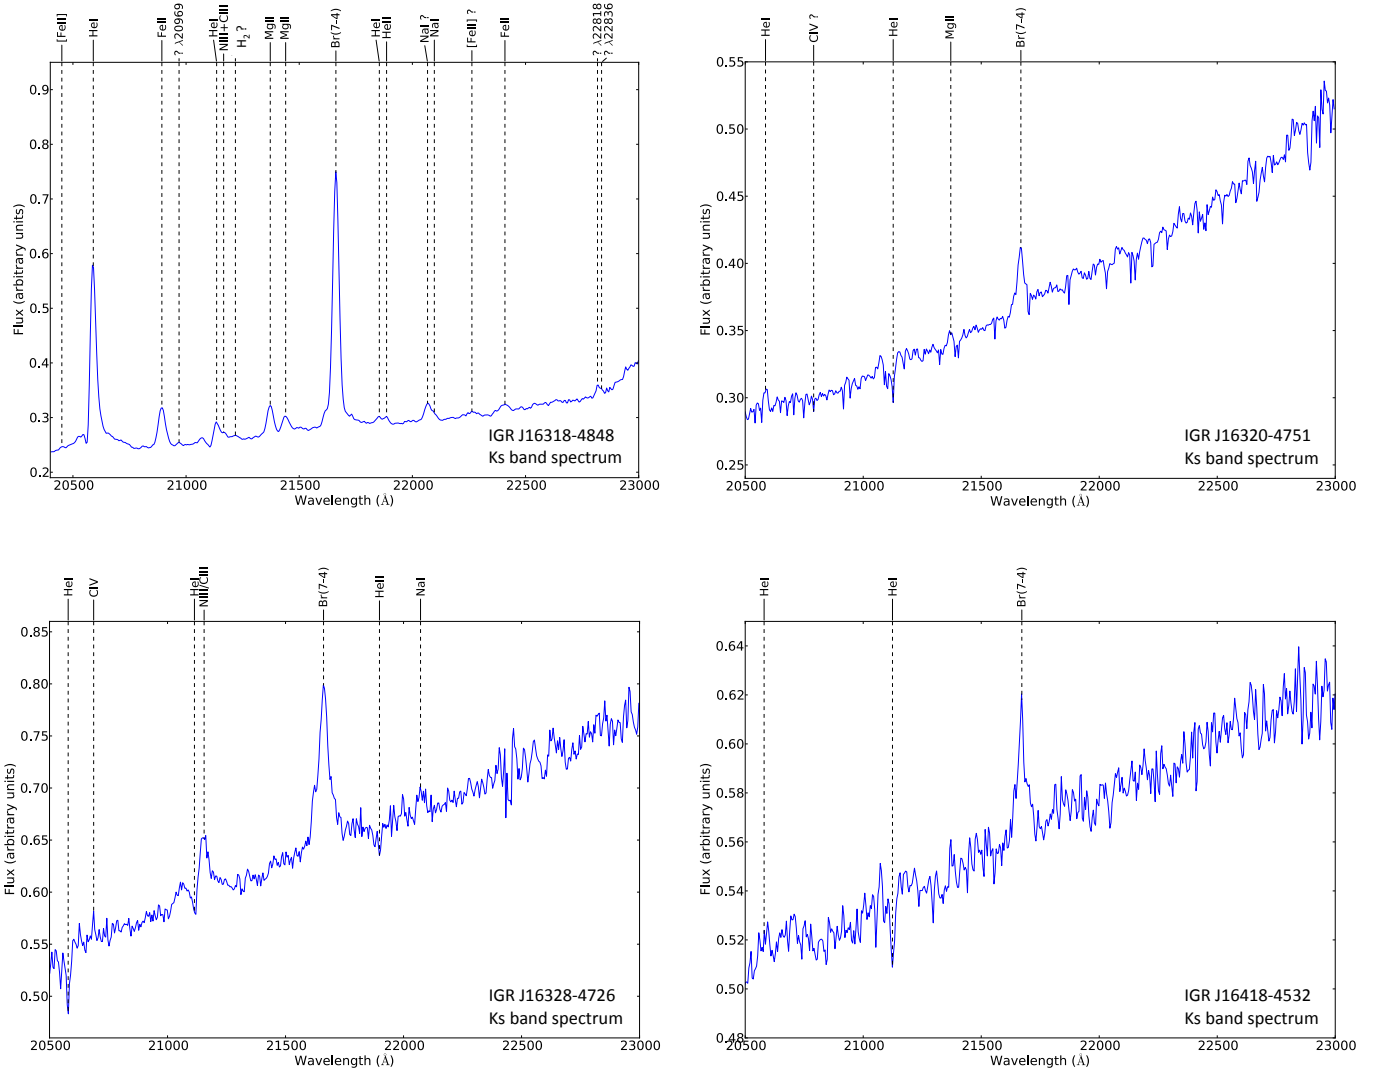 [FeII]
HeI
FeII
? λ20969
HeI
NIII+CIII
H2 ?
MgII
MgII
Br(7-4)
HeI
HeII
NaI ?
NaI
[FeII] ?
FeII
? λ22818
? λ22836
0.9
0.8
0.7
0.6
0.5
0.4
0.3
0.2
Flux (arbitrary units)
IGR J16318-4848
Ks band spectrum
20500 21000 21500 22000 22500 23000
Wavelength (Å)
HeI
CIV ?
HeI
MgII
Br(7-4)
0.55
0.50
0.45
0.40
0.35
0.30
0.25
Flux (arbitrary units)
IGR J16320-4751
Ks band spectrum
20500 21000 21500 22000 22500 23000
Wavelength (Å)
HeI
CIV
HeI
NIII/CIII
Br(7-4)
HeII
NaI
0.85
0.80
0.75
0.70
0.65
0.60
0.55
0.50
Flux (arbitrary units)
IGR J16328-4726
Ks band spectrum
20500 21000 21500 22000 22500 23000
Wavelength (Å)
HeI
HeI
Br(7-4)
0.64
0.62
0.60
0.58
0.56
0.54
0.52
0.50
0.48
Flux (arbitrary units)
IGR J16418-4532
Ks band spectrum
20500 21000 21500 22000 22500 23000
Wavelength (Å)